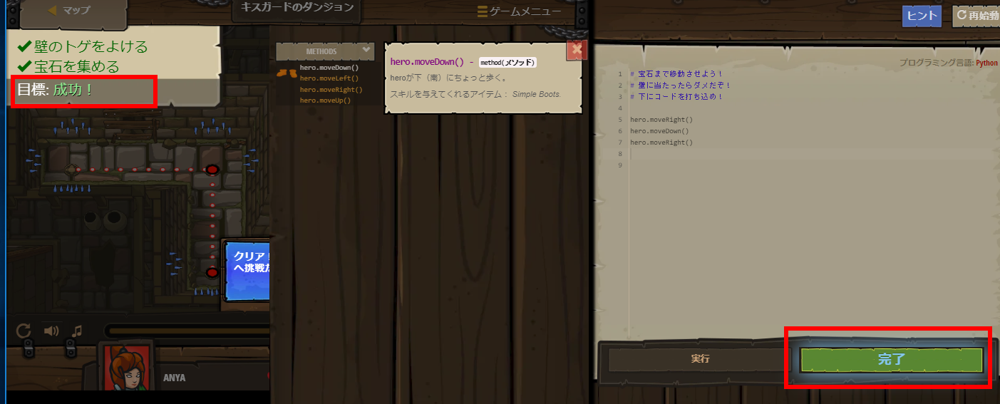 マップ
キスガードのダンジョン
ゲームメニュー
ヒント
再始動
壁のトゲをよける
宝石を集める
目標: 成功！
METHODS
hero.moveDown()
hero.moveLeft()
hero.moveRight()
hero.moveUp()
hero.moveDown() - method(メソッド)
heroが下（南）にちょっと歩く。
スキルを与えてくれるアイテム： Simple Boots.
プログラミング言語: Python
1 # 宝石まで移動させよう！
2 # 壁に当たったらダメだぞ！
3 # 下にコードを打ち込め！
4
5 hero.moveRight()
6 hero.moveDown()
7 hero.moveRight()
8
9
クリア！
へ挑戦
ANYA
実行
完了